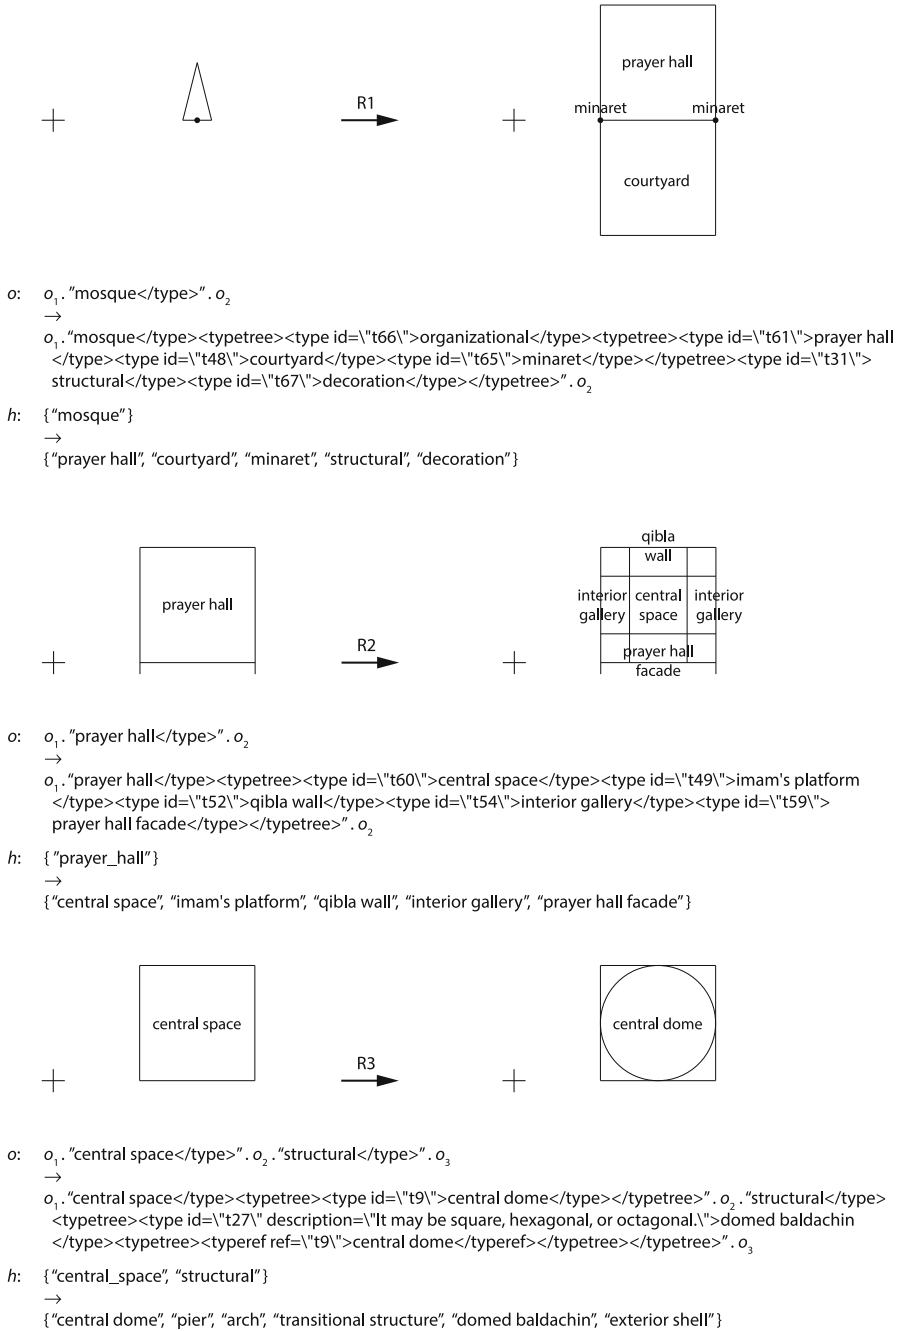 prayer hall
R1
minaret minaret
courtyard
o: o1. ”mosque</type>”. o2
→
o1. “mosque</type><typetree><type id=\"t66\">organizational</type><typetree><type id=\"t61\">prayer hall
</type><type id=\"t48\">courtyard</type><type id=\"t65\">minaret</type></typetree><type id=\"t31\">
structural</type><type id=\"t67\">decoration</type></typetree>”. o2
h: {“mosque”}
→
{“prayer hall”, “courtyard”, “minaret”, “structural”, “decoration”}
qibla
wall
prayer hall
interior central interior
gallery space gallery
R2
prayer hall
facade
o: o1. ”prayer hall</type>”. o2
→
o1. “prayer hall</type><typetree><type id=\"t60\">central space</type><type id=\"t49\">imam's platform
</type><type id=\"t52\">qibla wall</type><type id=\"t54\">interior gallery</type><type id=\"t59\">
prayer hall facade</type></typetree>”. o2
h: {”prayer_hall”}
→
{“central space”, “imam's platform”, “qibla wall”, “interior gallery”, “prayer hall facade”}
central space central dome
R3
o: o1. ”central space</type>”. o2. “structural</type>”. o3
→
o1. “central space</type><typetree><type id=\"t9\">central dome</type></typetree>”. o2. “structural</type>
<typetree><type id=\"t27\" description=\"It may be square, hexagonal, or octagonal.\">domed baldachin
</type><typetree><typeref ref=\"t9\">central dome</typeref></typetree></typetree>”. o3
h: {“central_space”, “structural”}
→
{“central dome”, “pier”, “arch”, “transitional structure”, “domed baldachin”, “exterior shell”}